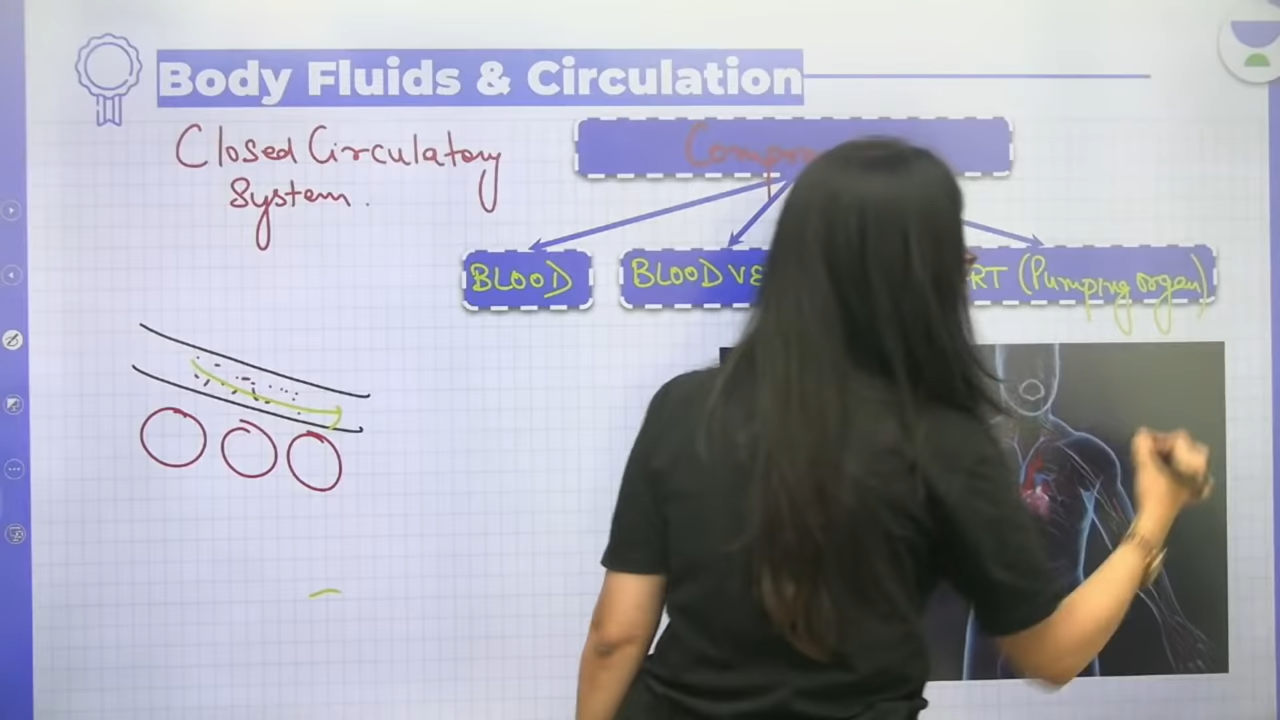 Body Fluids & Circulation
Closed Circulatory
System.
BLOOD
BLOOD VE
RT (Pumping organ)